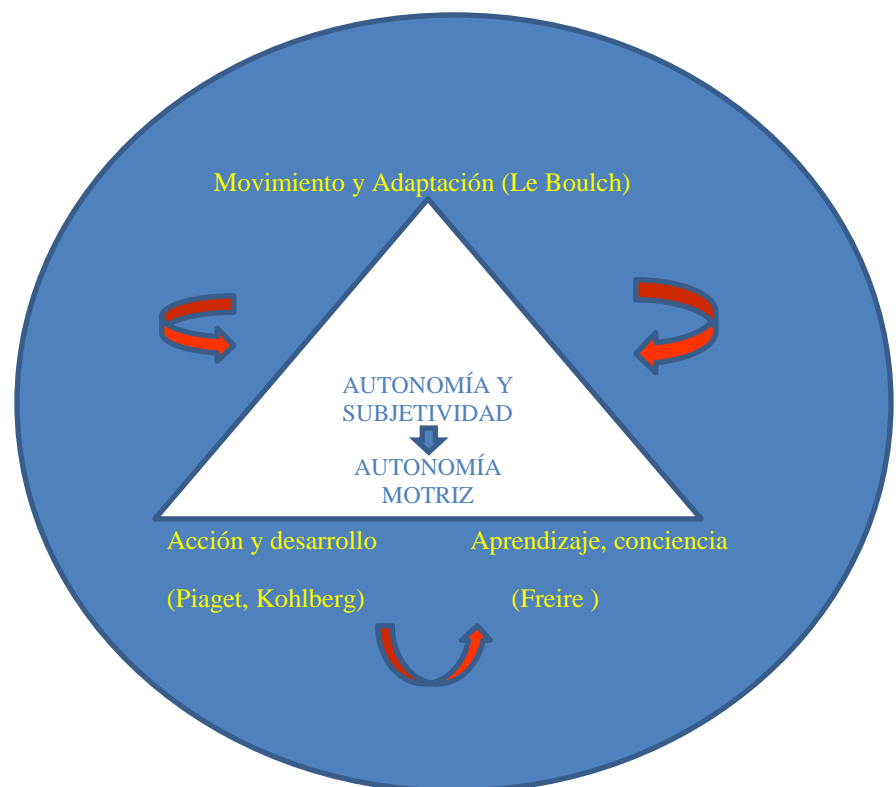 Movimiento y Adaptación (Le Boulch)
AUTONOMÍA Y
SUBJETIVIDAD
AUTONOMÍA
MOTRIZ
Acción y desarrollo
(Piaget, Kohlberg)
Aprendizaje, conciencia
(Freire )